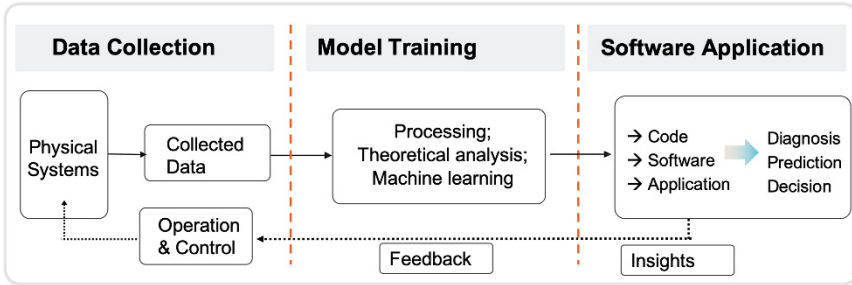 Data Collection
Model Training
Software Application
Physical
Systems
Collected
Data
Processing;
Theoretical analysis;
Machine learning
→ Code
→ Software
→ Application
Diagnosis
Prediction
Decision
Operation
& Control
Feedback
Insights